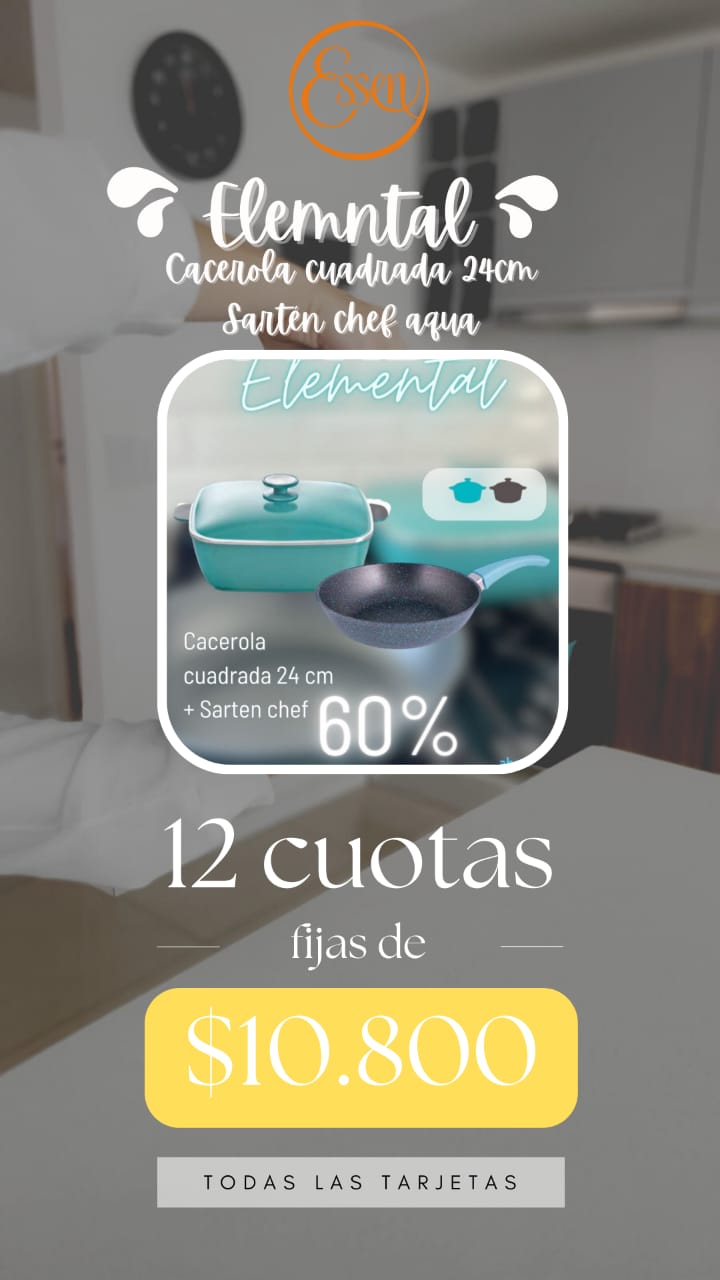 Essen
Elemntal
Cacerola cuadrada 24cm
Sartén chef aqua
Elemental
Cacerola
cuadrada 24 cm
+ Sarten chef
60%
12 cuotas
fijas de
$10.800
TODAS LAS TARJETAS